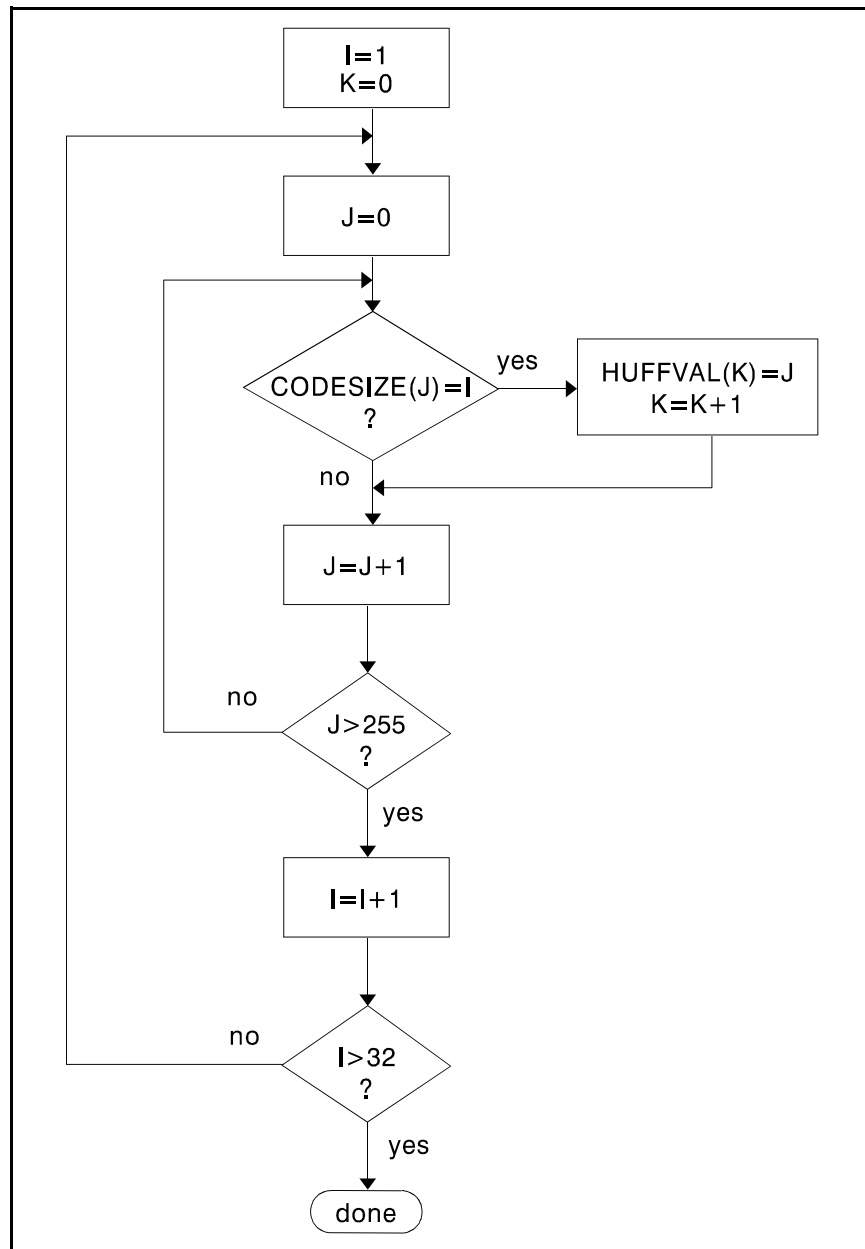 I=1
K=0
J=0
CODESIZE(J)=I
?
yes
HUFFVAL(K)=J
K=K+1
no
J=J+1
no
J>255
?
yes
I=I+1
no
I>32
?
yes
done